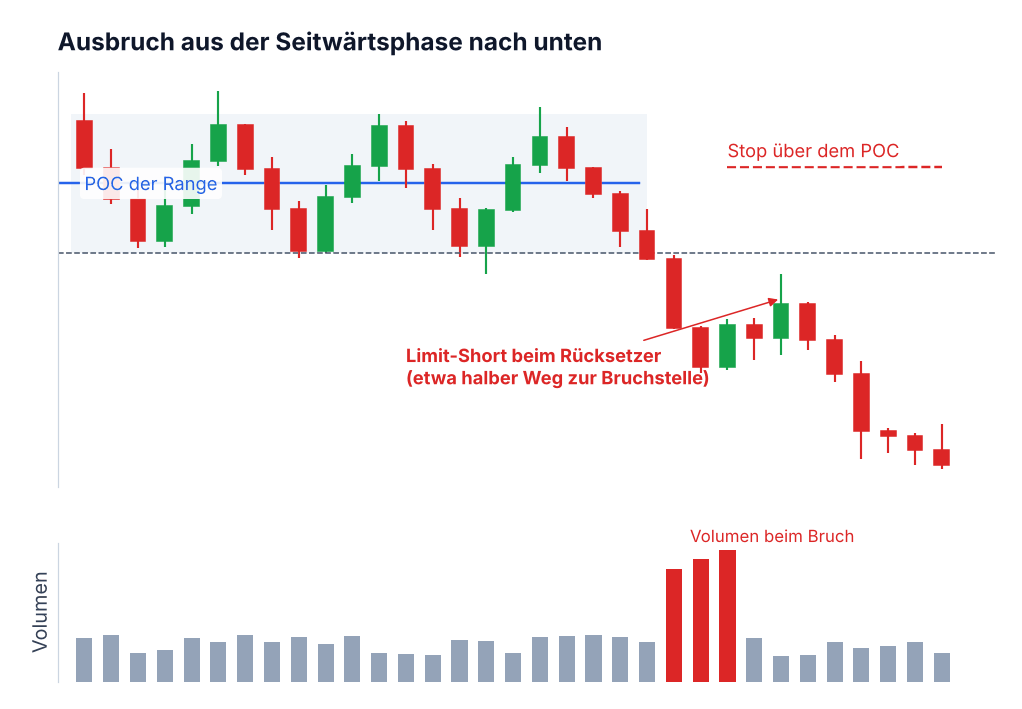 Ausbruch aus der Seitwärtsphase nach unten
Stop über dem POC
POC der Range
Limit-Short beim Rücksetzer
(etwa halber Weg zur Bruchstelle)
Volumen beim Bruch
Volumen